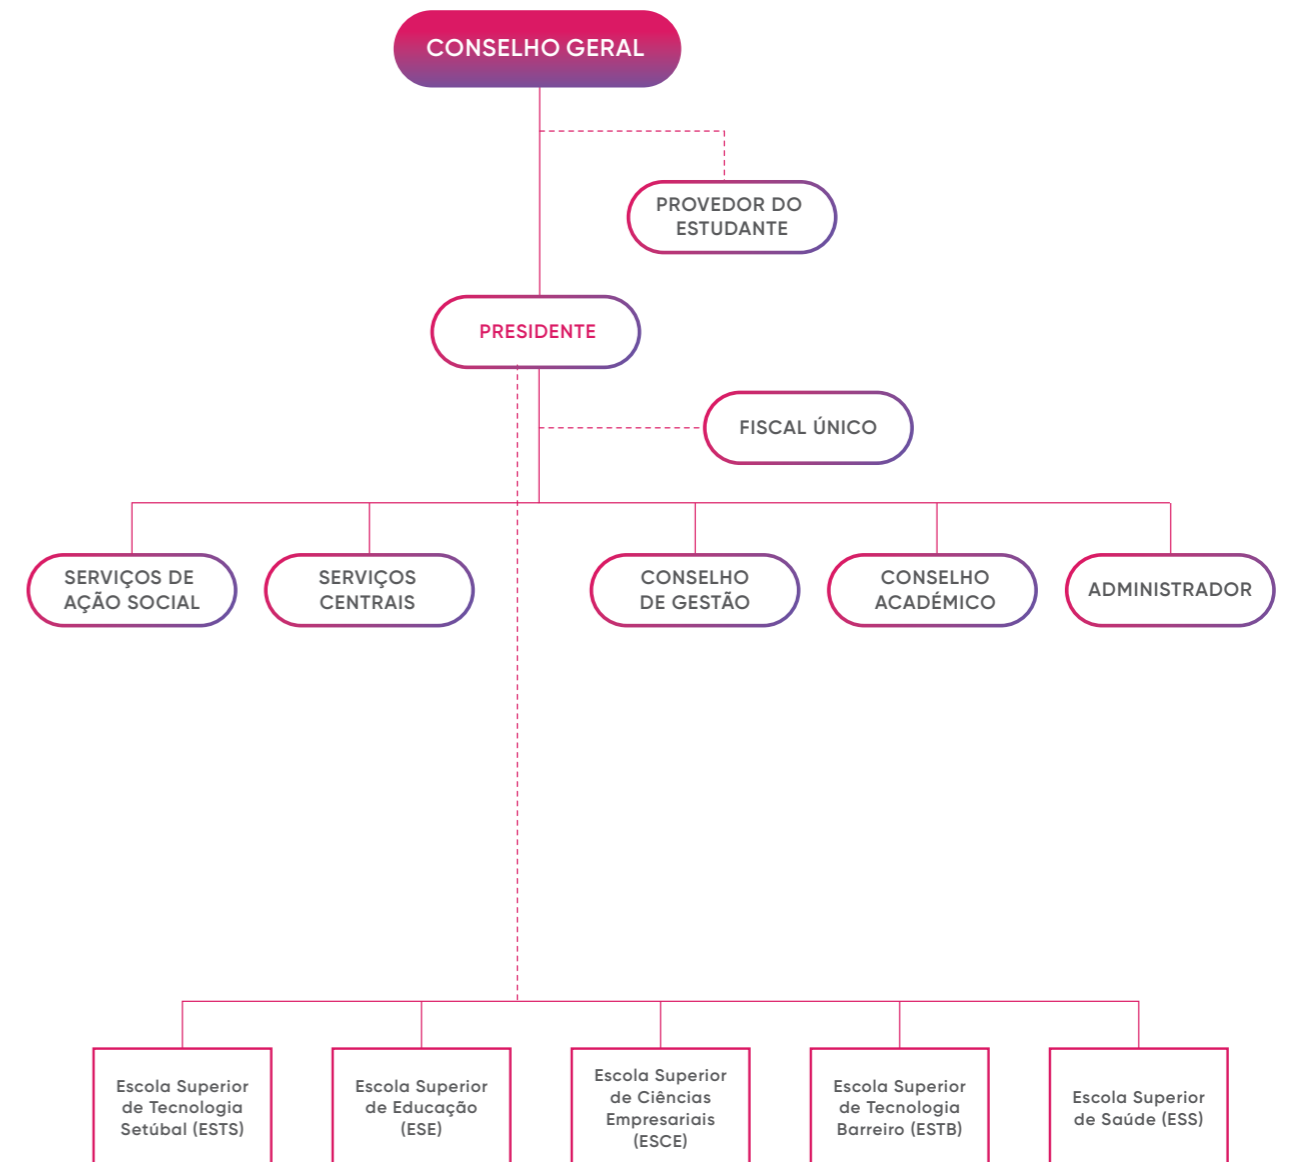 CONSELHO GERAL
PROVEDOR DO
ESTUDANTE
PRESIDENTE
FISCAL ÚNICO
SERVIÇOS DE
AÇÃO SOCIAL
SERVIÇOS
CENTRAIS
CONSELHO
DE GESTÃO
CONSELHO
ACADÉMICO
ADMINISTRADOR
Escola Superior
de Tecnologia
Setúbal (ESTS)
Escola Superior
de Educação
(ESE)
Escola Superior
de Ciências
Empresariais
(ESCE)
Escola Superior
de Tecnologia
Barreiro (ESTB)
Escola Superior
de Saúde (ESS)